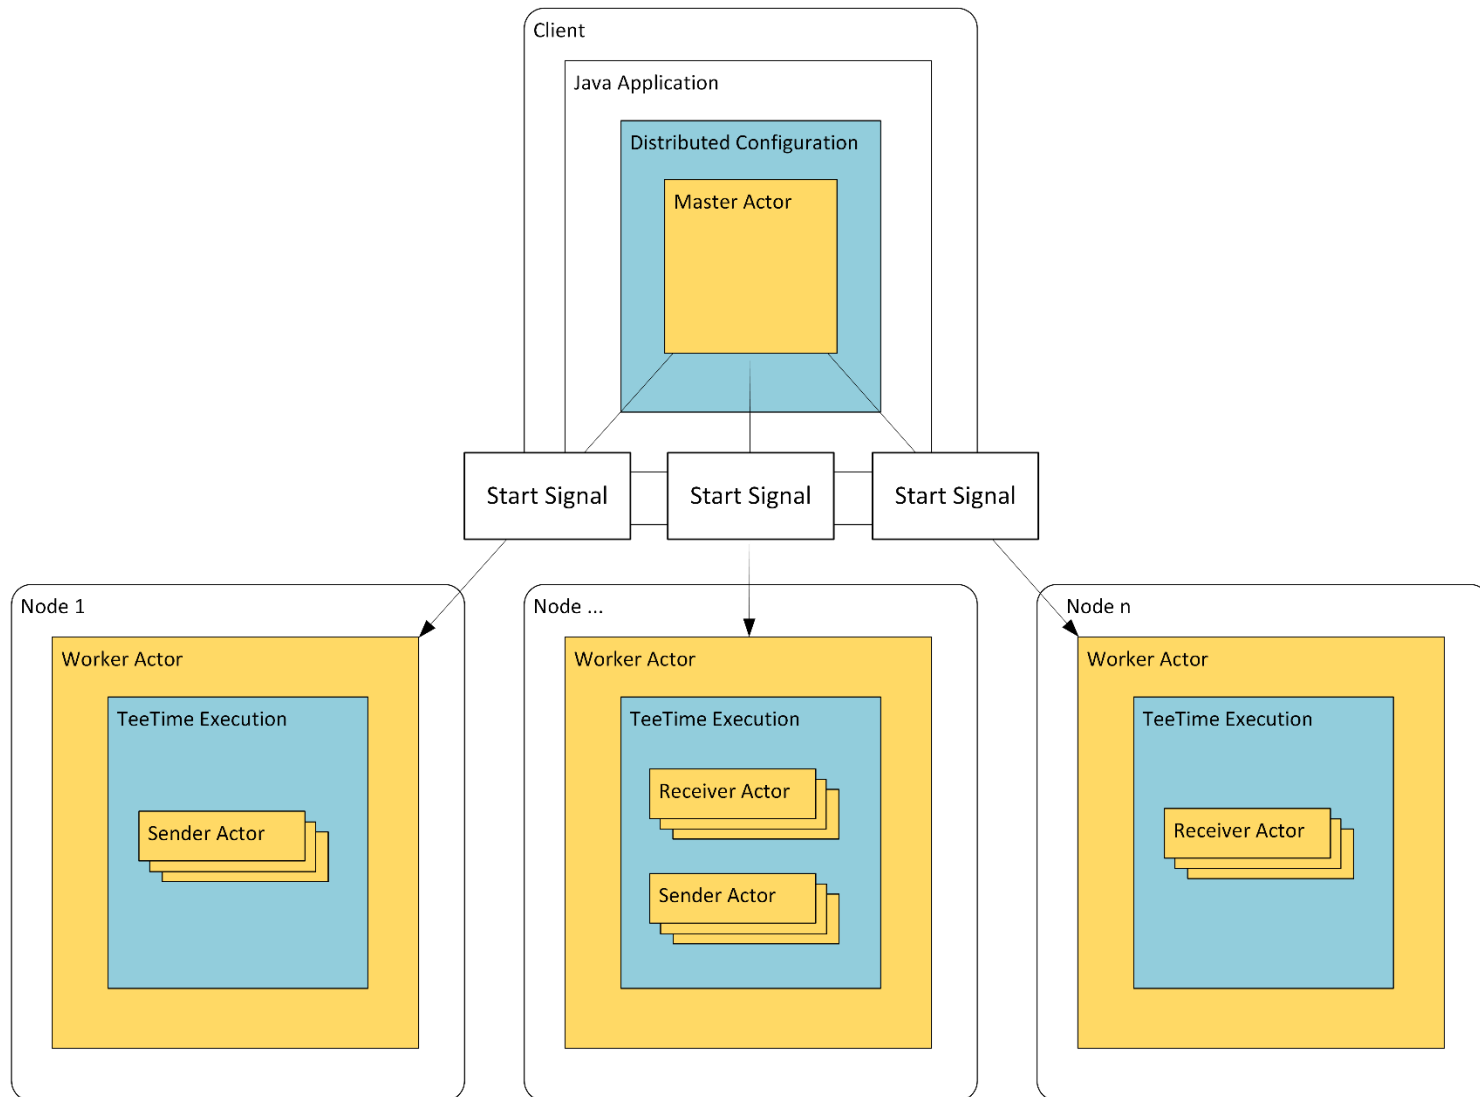 Client
Java Application
Distributed Configuration
Master Actor
Start Signal
Start Signal
Start Signal
Node 1
Worker Actor
TeeTime Execution
Sender Actor
Node ...
Worker Actor
TeeTime Execution
Receiver Actor
Sender Actor
Node n
Worker Actor
TeeTime Execution
Receiver Actor